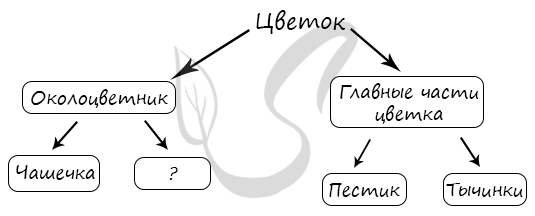 Цветок
Околоцветник
Главные части
цветка
Чашечка
?
Пестик
Тычинки